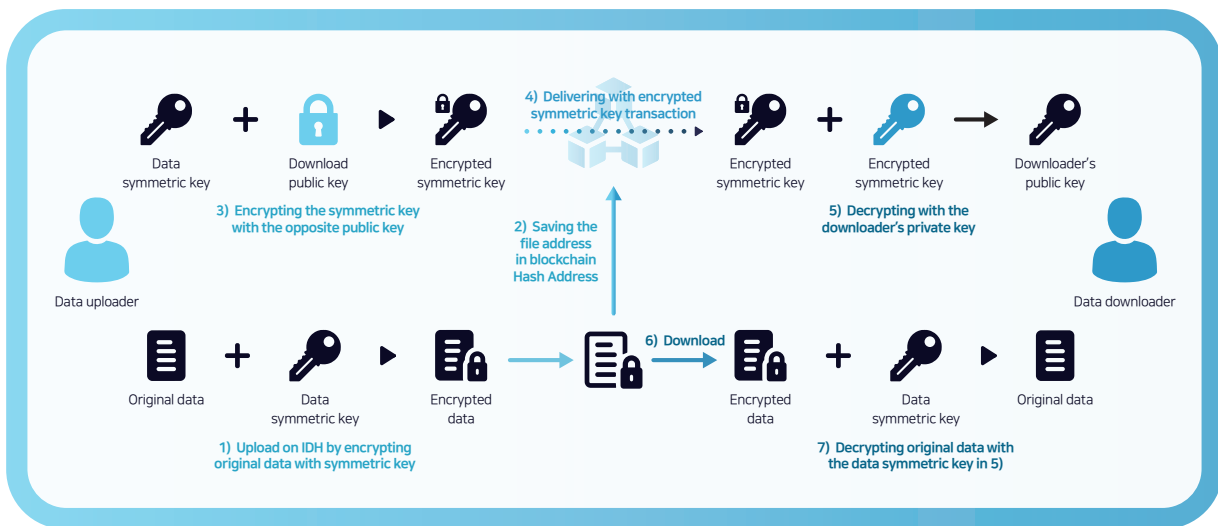 4) Delivering with encrypted
symmetric key transaction
Data
symmetric key
Download
public key
Encrypted
symmetric key
Encrypted
symmetric key
Encrypted
symmetric key
Downloader's
public key
3) Encrypting the symmetric key
with the opposite public key
2) Saving the
file address
in blockchain
Hash Address
5) Decrypting with the
downloader's private key
Data uploader
Data downloader
6) Download
Original data
Data
symmetric key
Encrypted
data
Encrypted
data
Data
symmetric key
Original data
1) Upload on IDH by encrypting
original data with symmetric key
7) Decrypting original data with
the data symmetric key in 5)